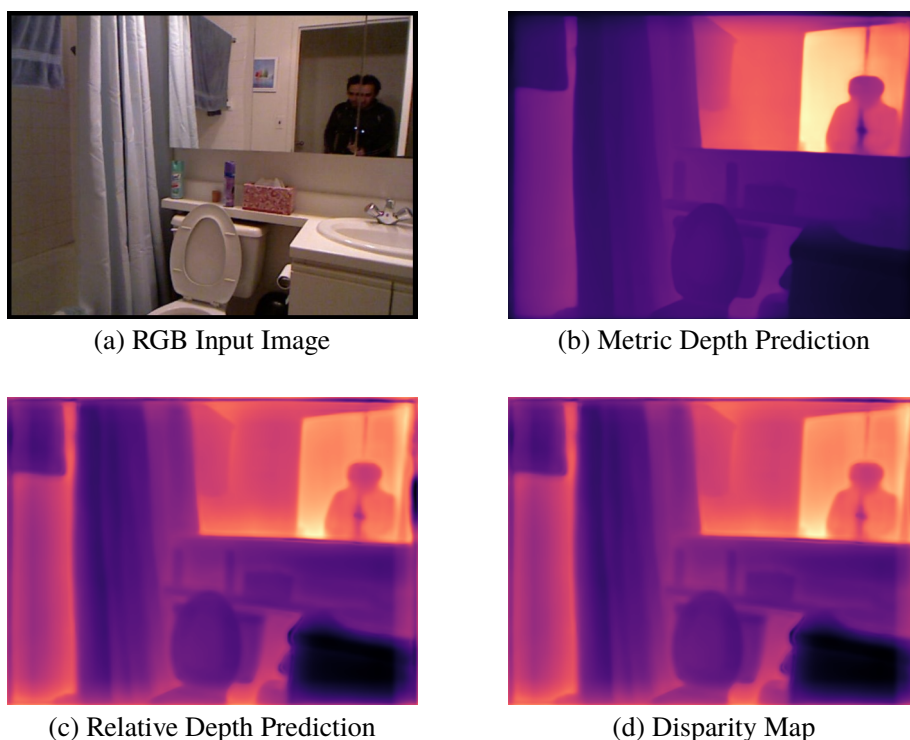 (a) RGB Input Image
(b) Metric Depth Prediction
(c) Relative Depth Prediction
(d) Disparity Map